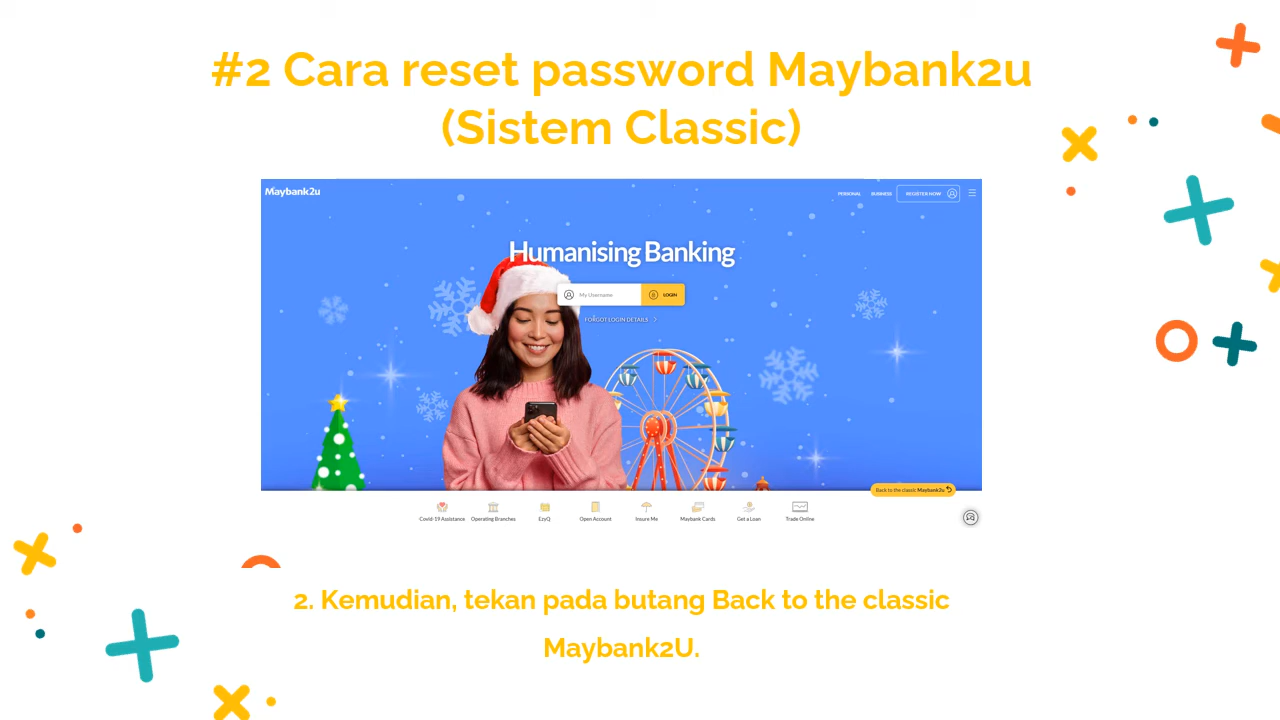 #2 Cara reset password Maybank2u
(Sistem Classic)
Maybank2u
PERSONAL
BUSINESS
REGISTER NOW
Humanising Banking
My Username
LOGIN
FORGOT LOGIN DETAILS
Back to the classic Maybank2u
Covid-19 Assistance
Operating Branches
EzyQ
Open Account
Insure Me
Maybank Cards
Get a Loan
Trade Online
2. Kemudian, tekan pada butang Back to the classic
Maybank2U.